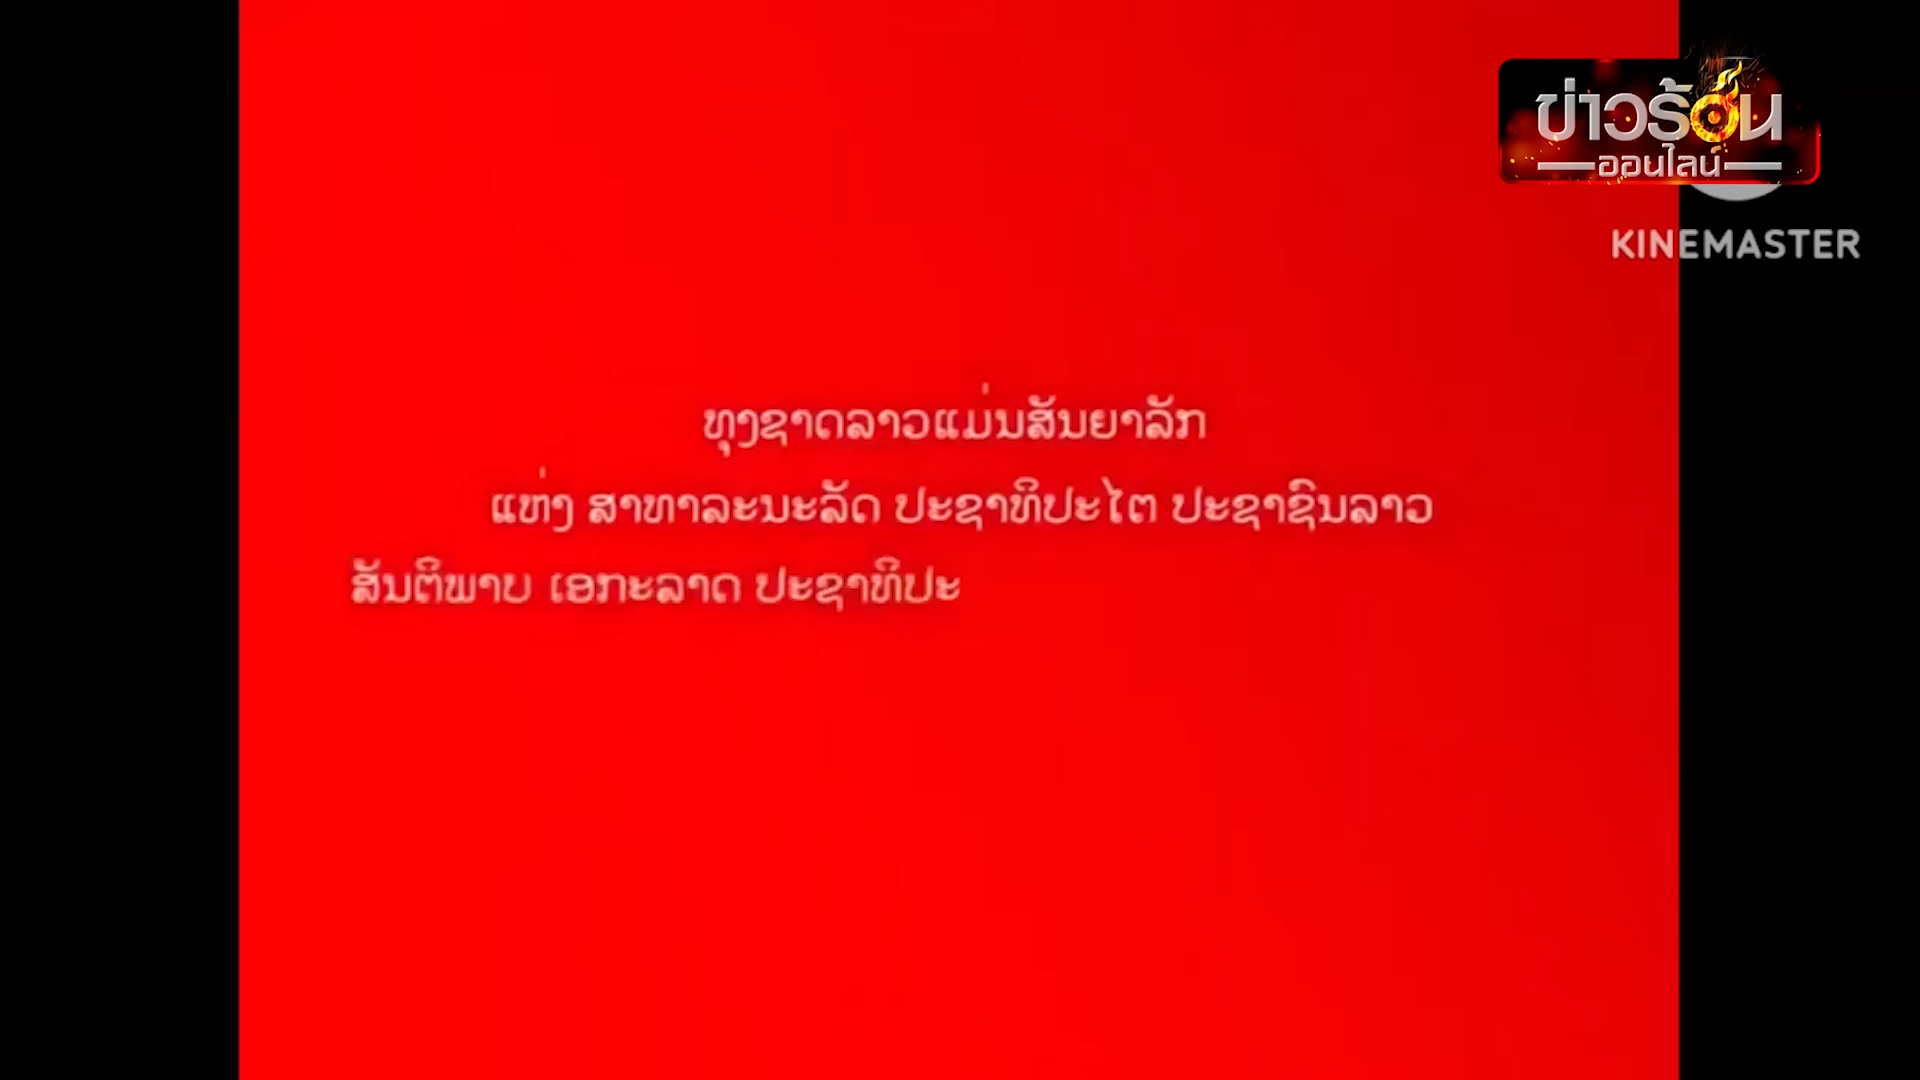 ຂ່าวร้อน
ออนไลน์
KINEMASTER
ທຸງຊາດລາວແມ່ນສັນຍາລັກ
ແຫ່ງ ສາທາລະນະລັດ ປະຊາທິປະໄຕ ປະຊາຊົນລາວ
ສັນຕິພາບ ເອກະລາດ ປະຊາທິປະ